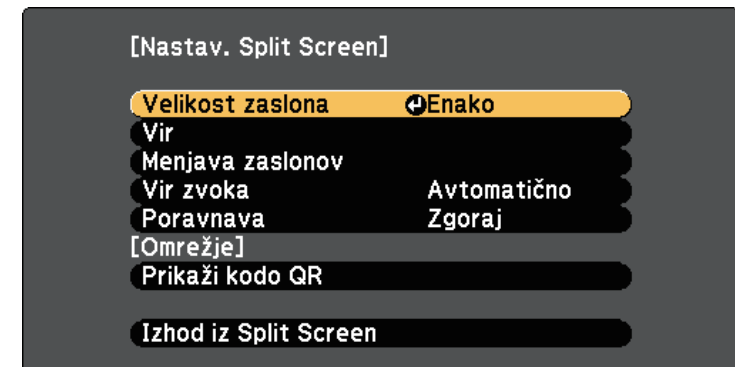 [Nastav. Split Screen]
Velikost zaslona Enako
Vir
Menjava zaslonov
Vir zvoka Avtomatično
Poravnava Zgoraj
[Omrežje]
Prikaži kodo QR
Izhod iz Split Screen